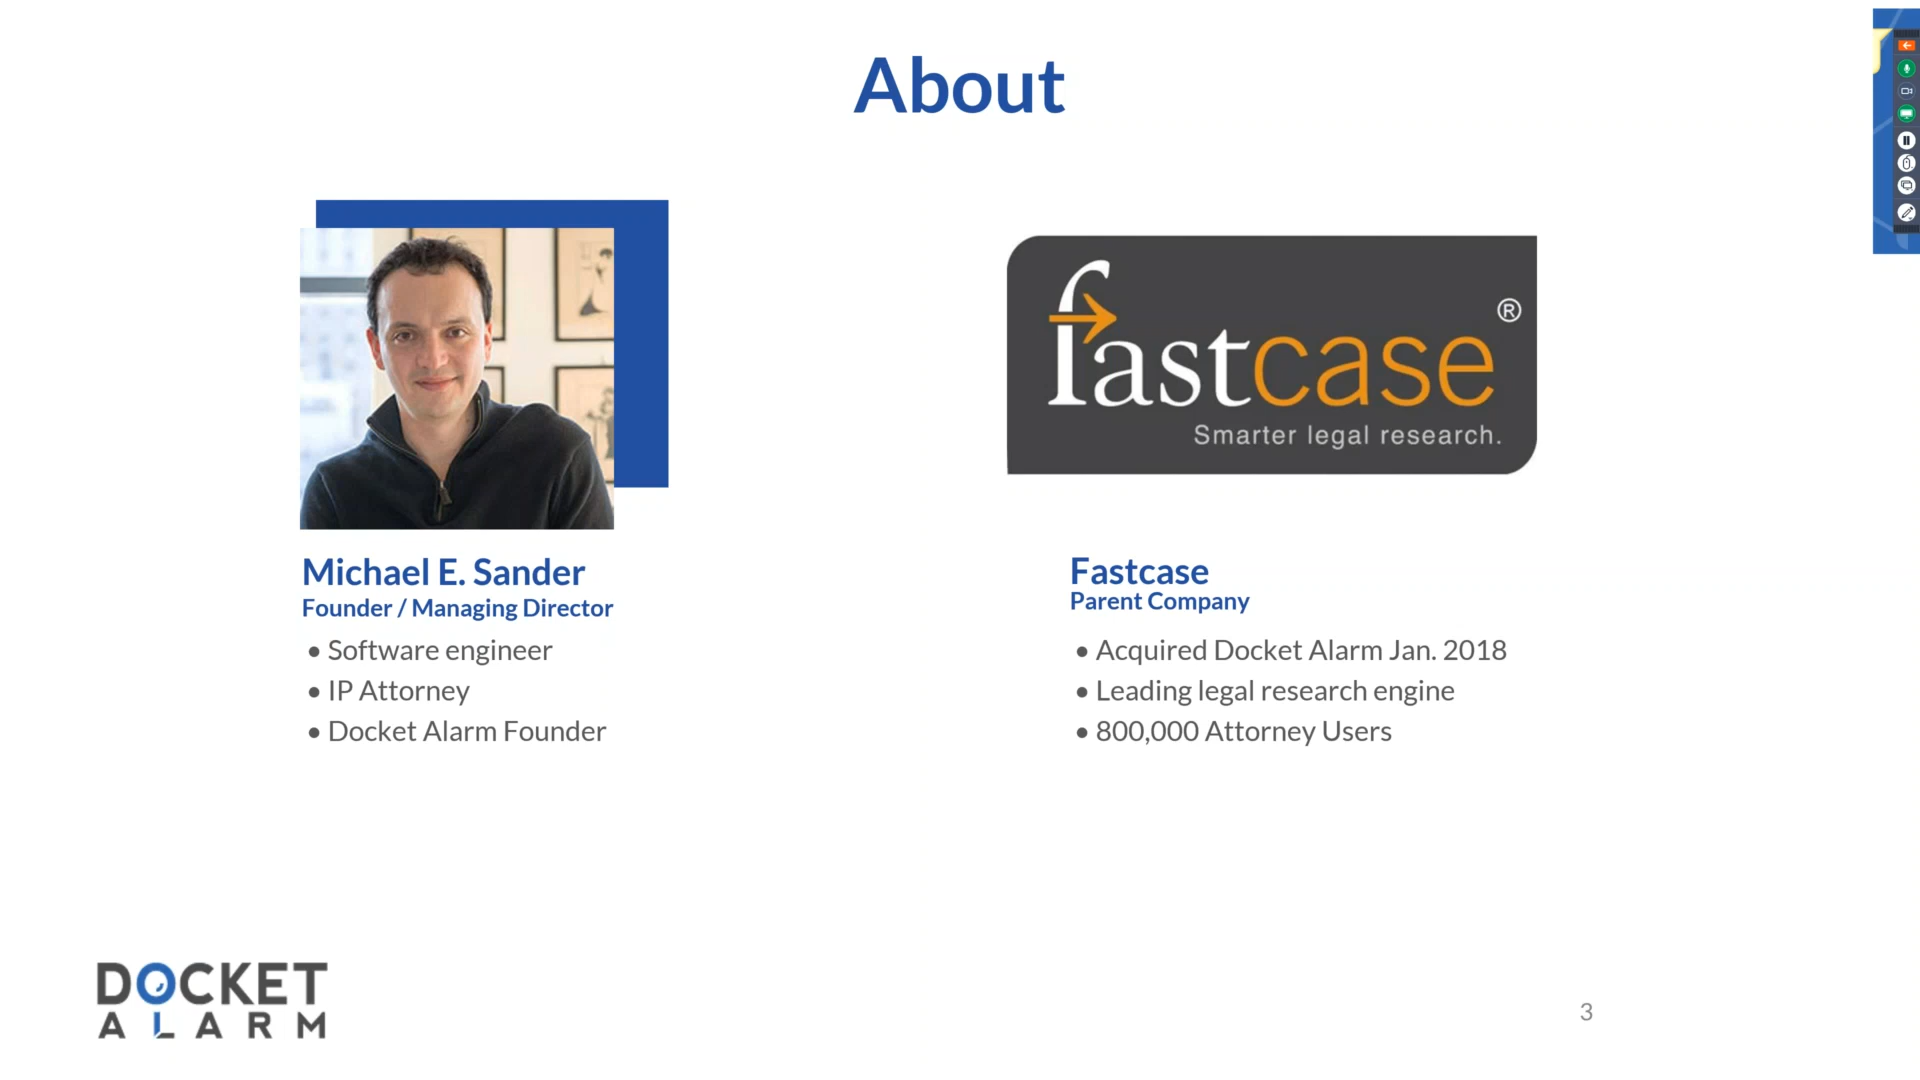 About
fastcase®
Smarter legal research.
Michael E. Sander
Founder / Managing Director
• Software engineer
• IP Attorney
• Docket Alarm Founder
Fastcase
Parent Company
• Acquired Docket Alarm Jan. 2018
• Leading legal research engine
• 800,000 Attorney Users
DOCKET
ALARM
3